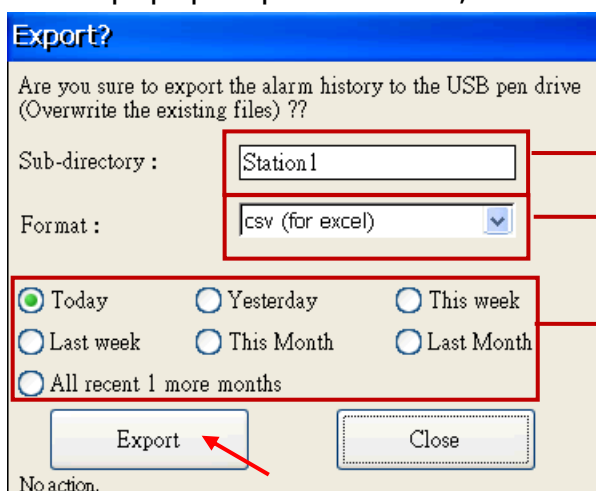 Export?
Are you sure to export the alarm history to the USB pen drive
(Overwrite the existing files) ??
Sub-directory : Station1
Format : csv (for excel)
Today Yesterday This week
Last week This Month Last Month
All recent 1 more months
Export Close
No action.